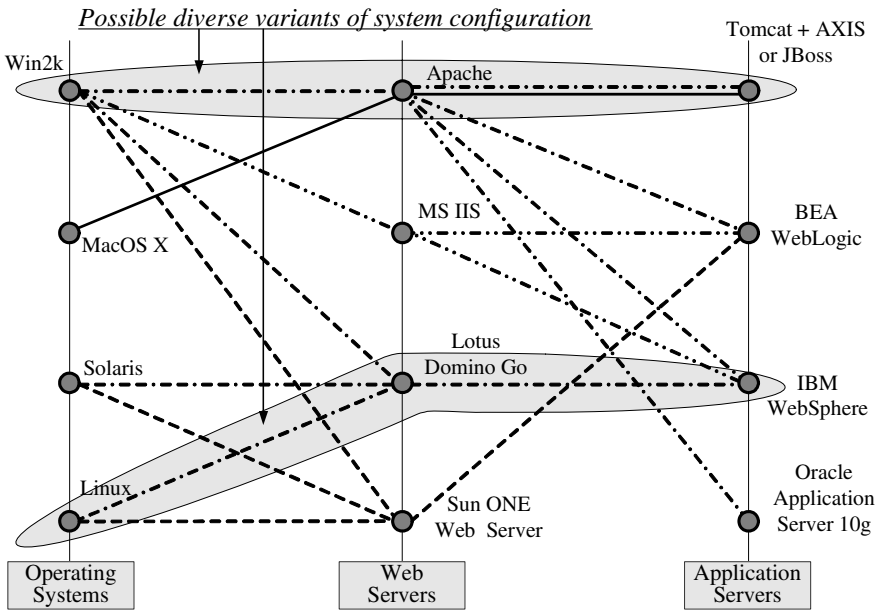 Possible diverse variants of system configuration
Tomcat + AXIS
or JBoss
Win2k
Apache
MS IIS
BEA
WebLogic
MacOS X
Lotus
Domino Go
Solaris
IBM
WebSphere
Linux
Sun ONE
Web Server
Oracle
Application
Server 10g
Operating
Systems
Web
Servers
Application
Servers